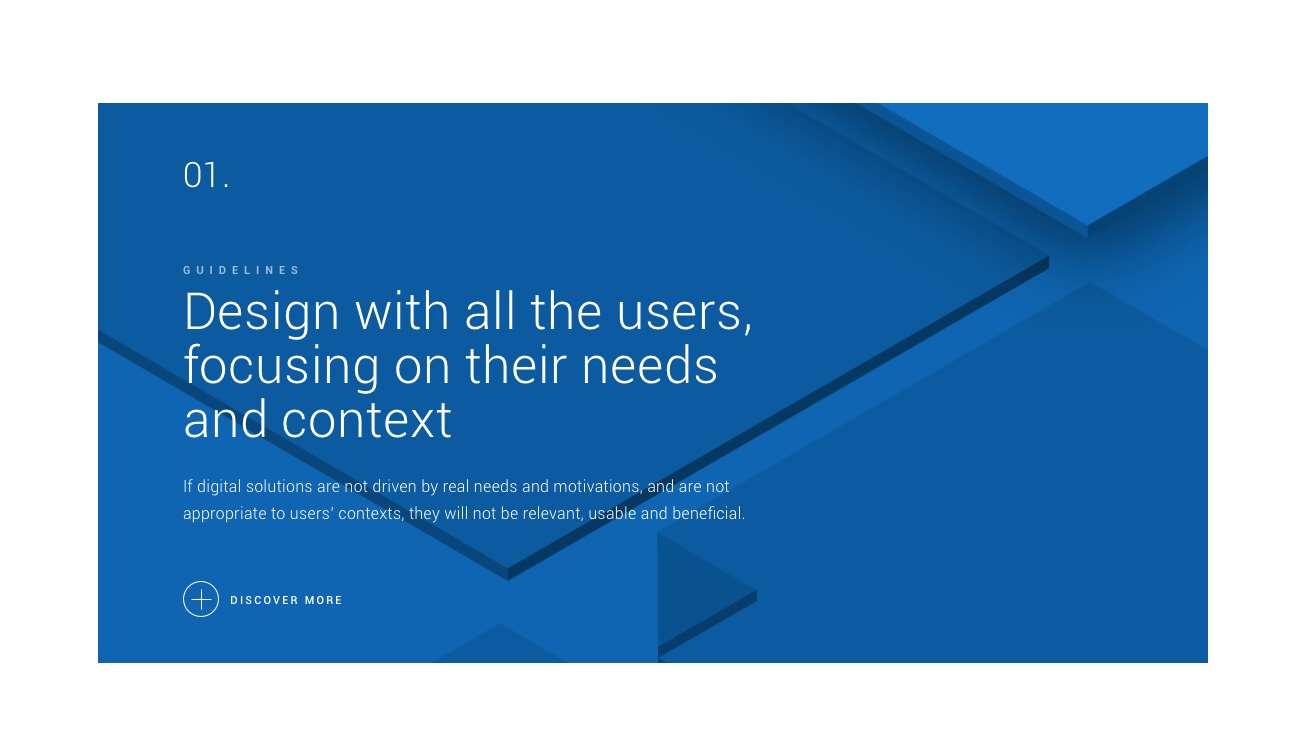 01.
GUIDELINES
Design with all the users,
focusing on their needs
and context
If digital solutions are not driven by real needs and motivations, and are not
appropriate to users’ contexts, they will not be relevant, usable and beneficial.
DISCOVER MORE